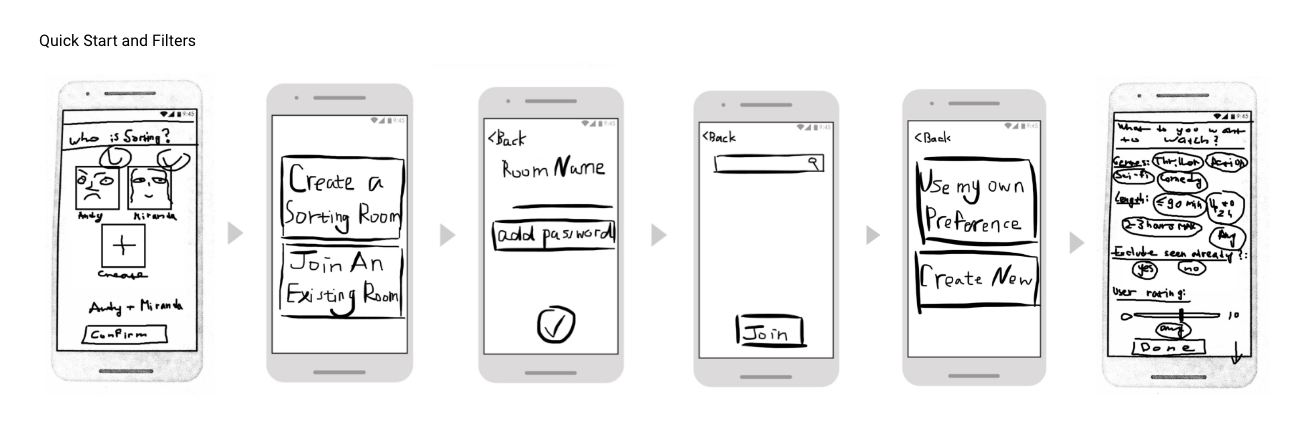 Quick Start and Filters
9:45
Who is Sorting?
Andy
Miranda
Create
Andy + Miranda
Confirm
9:45
Create a
Sorting Room
Join An
Existing Room
9:45
<Back
Room Name
add password
9:45
<Back
Join
9:45
<Back
Use my own
Preference
Create New
9:45
What do you want
to watch?
Genres: Thriller Action
Sci-fi Comedy
Length: ≤90 min
2-3 hours max
Any
Exclude seen already?:
yes no
User rating:
0 10
any
Done